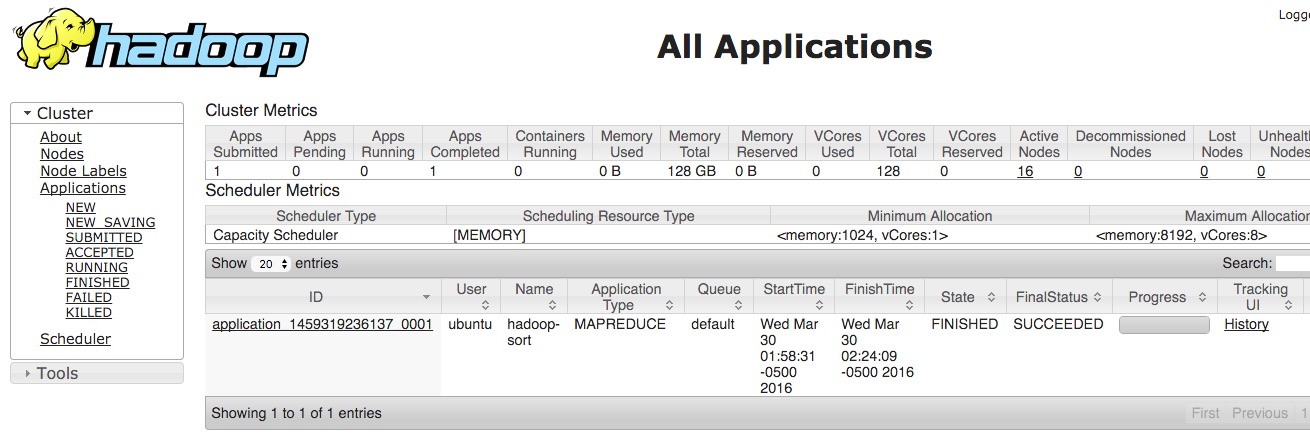 Logge
hadoop
All Applications
Cluster
About
Nodes
Node Labels
Applications
NEW
NEW_SAVING
SUBMITTED
ACCEPTED
RUNNING
FINISHED
FAILED
KILLED
Scheduler
Tools
Cluster Metrics
Apps Submitted Apps Pending Apps Running Apps Completed Containers Running Memory Used Memory Total Memory Reserved VCores Used VCores Total VCores Reserved Active Nodes Decommissioned Nodes Lost Nodes Unhealth Nodes
1 0 0 1 0 0 B 128 GB 0 B 0 128 0 16 0 0 0
Scheduler Metrics
Scheduler Type Scheduling Resource Type Minimum Allocation Maximum Allocation
Capacity Scheduler [MEMORY] <memory:1024, vCores:1> <memory:8192, vCores:8>
Show 20 entries Search:
ID User Name Application Type Queue StartTime FinishTime State FinalStatus Progress Tracking UI
application_1459319236137_0001 ubuntu hadoop- MAPREDUCE default Wed Mar Wed Mar FINISHED SUCCEEDED History
sort 30 30
01:58:31 02:24:09
-0500 -0500 2016
2016
Showing 1 to 1 of 1 entries First Previous 1